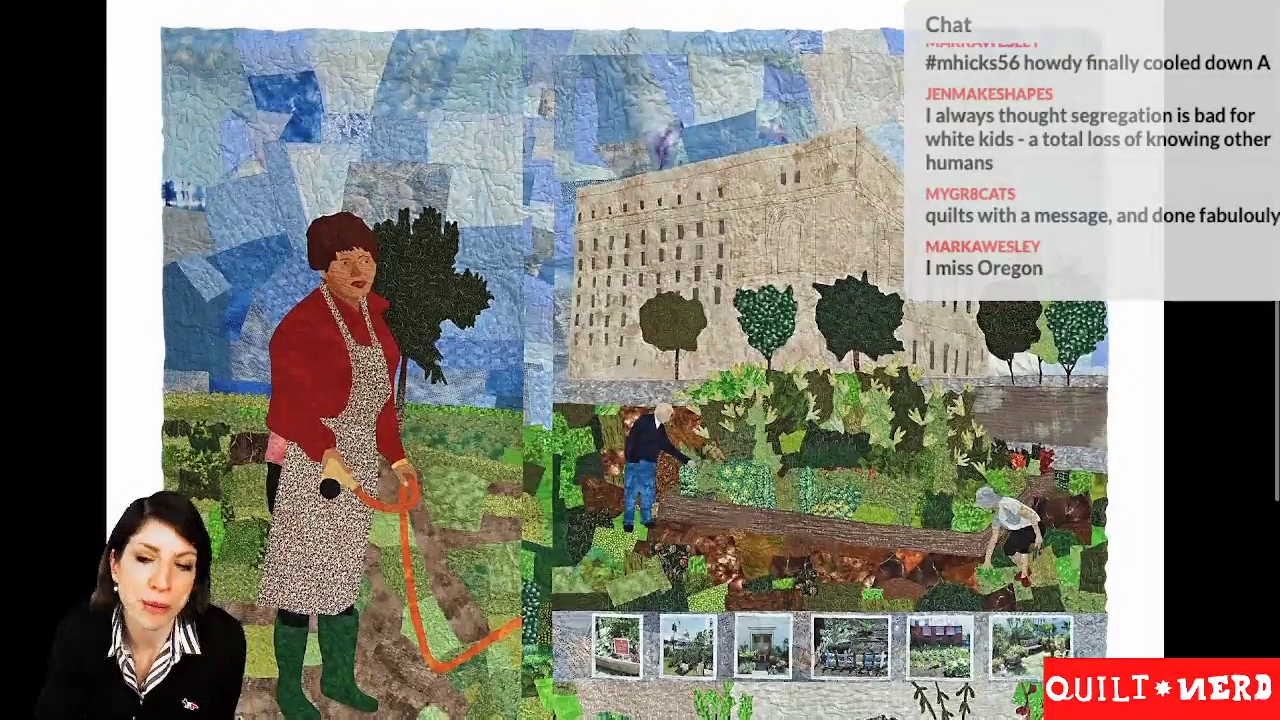 Chat
MARKAWESLEY
#mhicks56 howdy finally cooled down A
JENMAKESHAPES
I always thought segregation is bad for
white kids - a total loss of knowing other
humans
MYGR8CATS
quilts with a message, and done fabulouly
MARKAWESLEY
I miss Oregon
QUILT★NERD